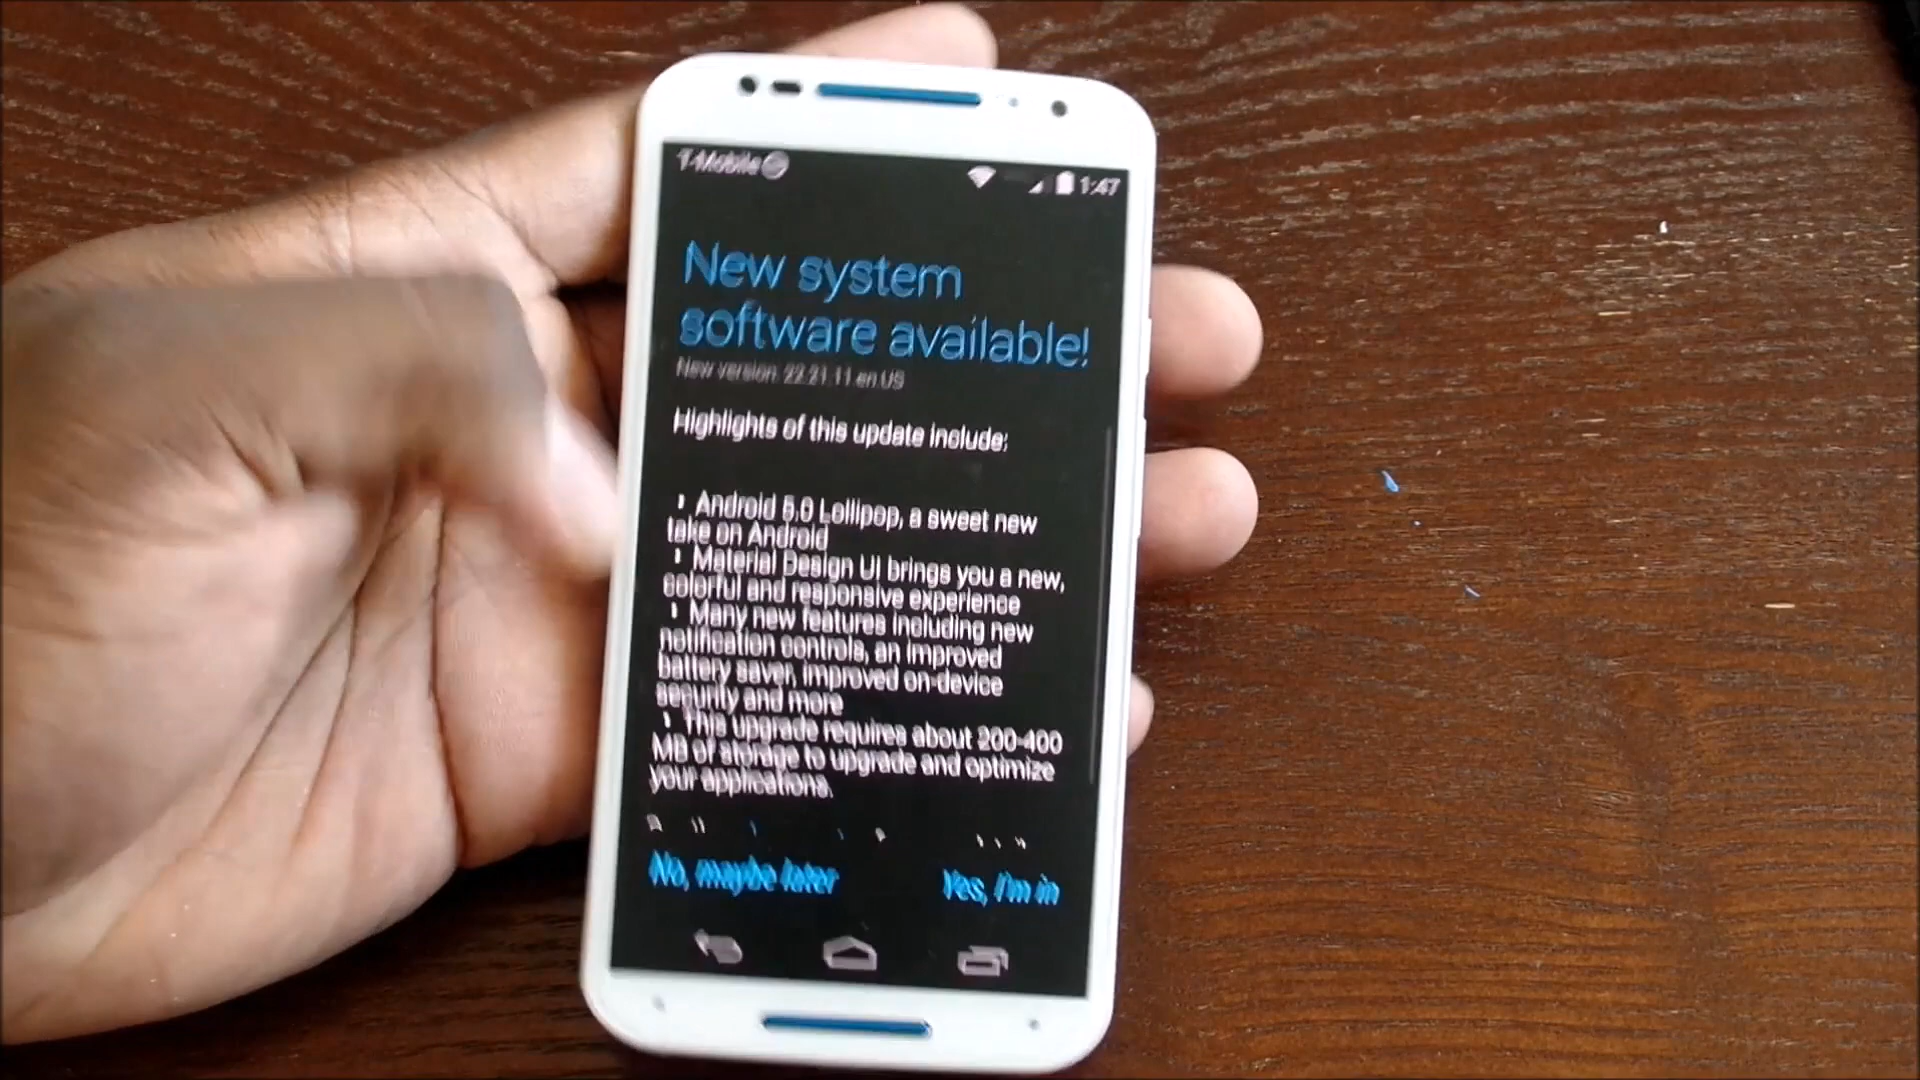 T-Mobile 1:47
New system
software available!
New version: 22.21.11.en.US
Highlights of this update include:
• Android 5.0 Lollipop, a sweet new
take on Android
• Material Design UI brings you a new,
colorful and responsive experience
• Many new features including new
notification controls, an improved
battery saver, improved on-device
security and more
• This upgrade requires about 200-400
MB of storage to upgrade and optimize
your applications.
No, maybe later Yes, I'm in